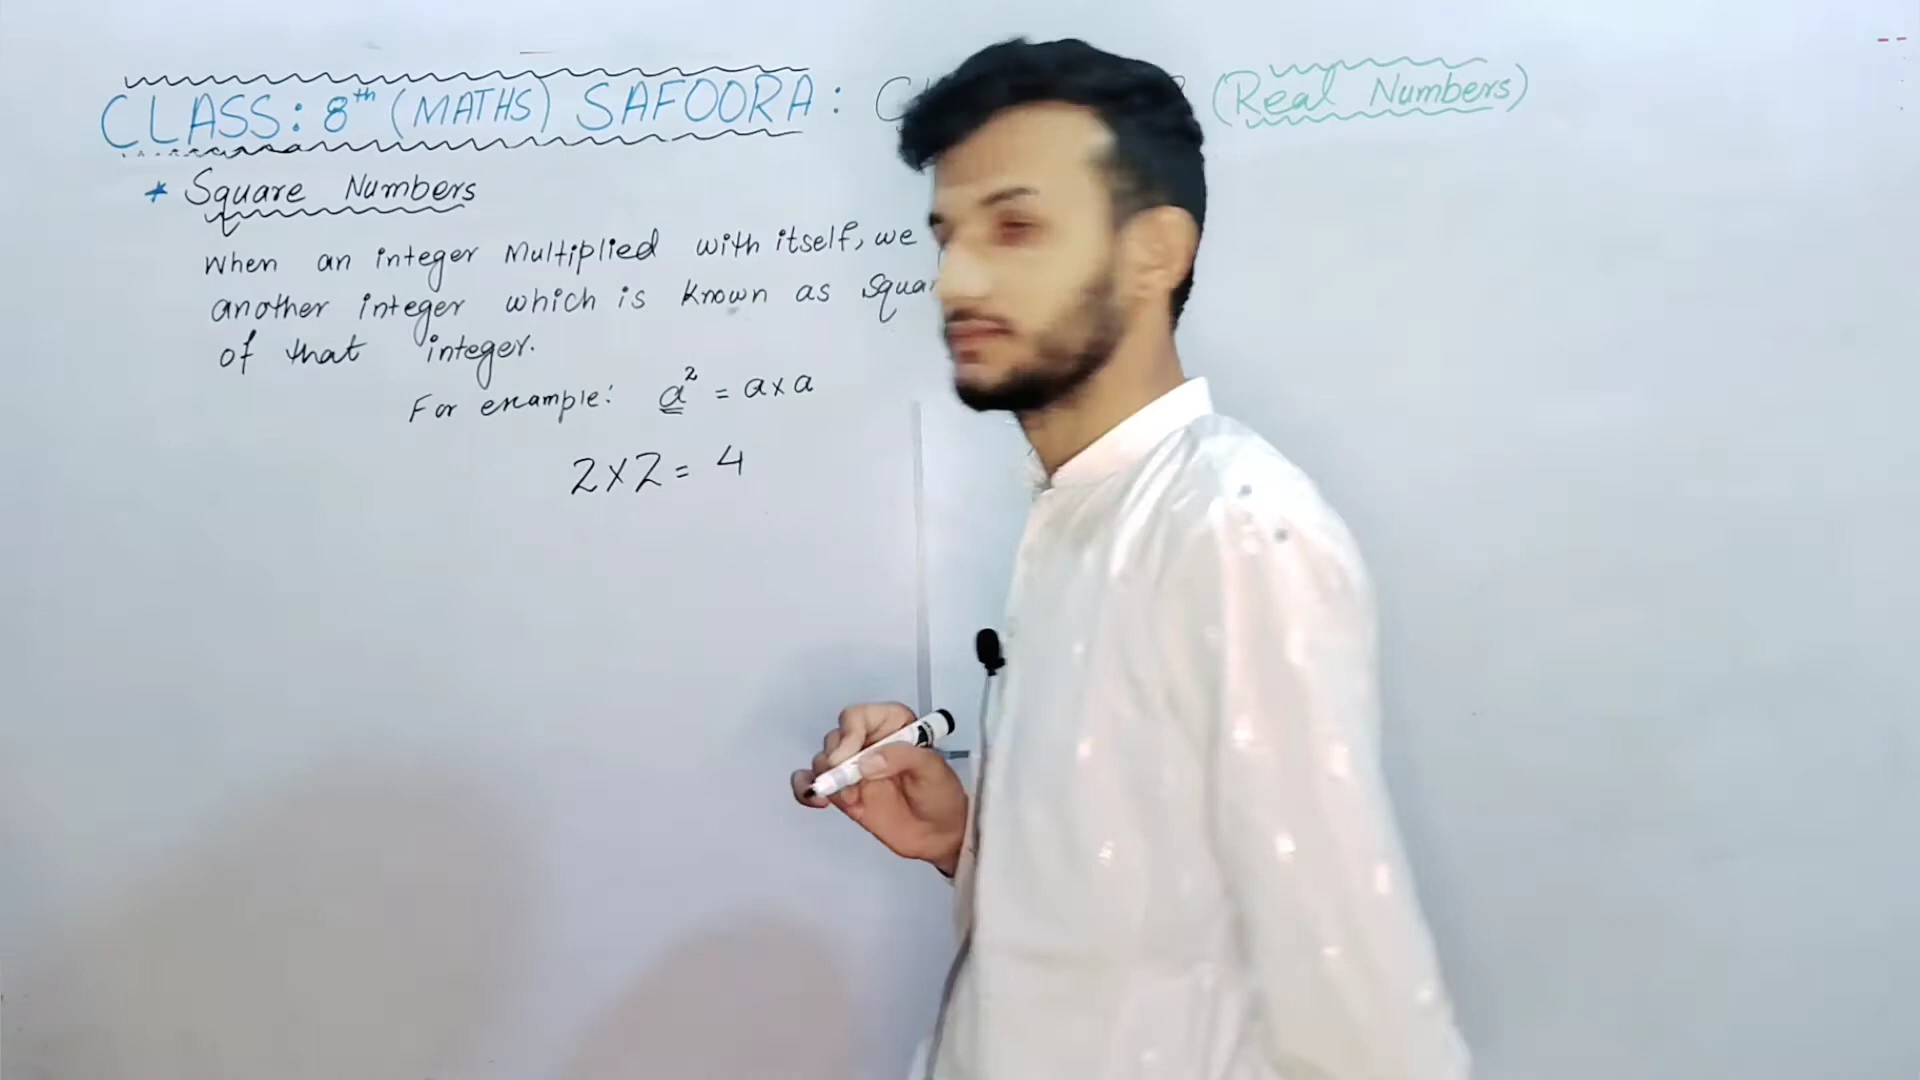 CLASS: 8th (MATHS) SAFOORA: (Real Numbers)
* Square Numbers
When an integer Multiplied with itself, we
another integer which is known as
of that integer.
For example: a² = a x a
2 x 2 = 4